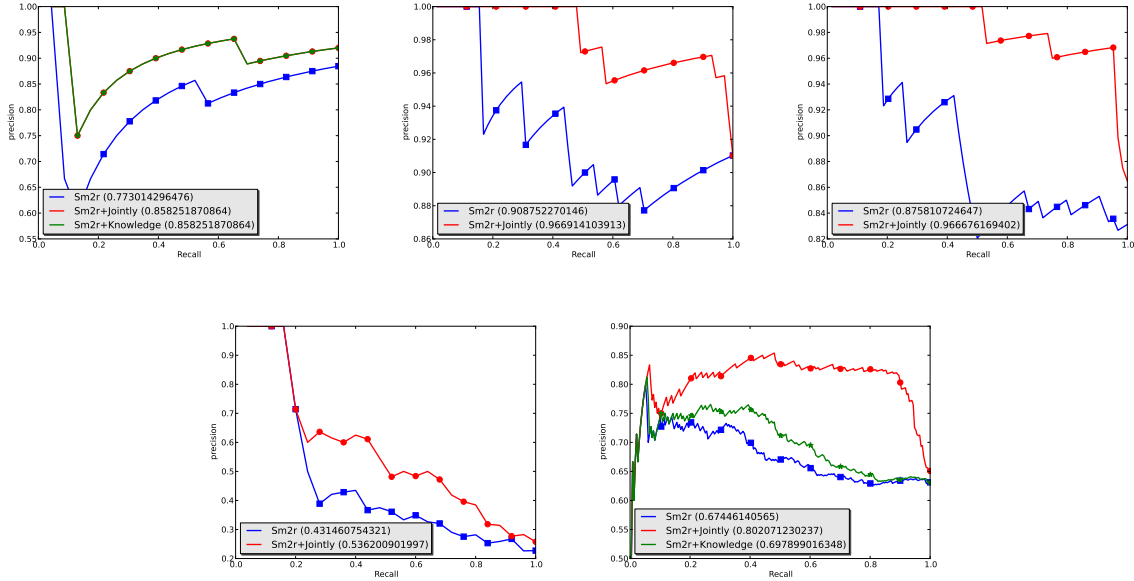 1.00
0.95
0.90
0.85
0.80
0.75
0.70
0.65
0.60
0.55
precision
Sm2r (0.773014296476)
Sm2r+Jointly (0.858251870864)
Sm2r+Knowledge (0.858251870864)
0.0 0.2 0.4 0.6 0.8 1.0
Recall
1.00
0.98
0.96
0.94
0.92
0.90
0.88
0.86
precision
Sm2r (0.908752270146)
Sm2r+Jointly (0.966914103913)
0.0 0.2 0.4 0.6 0.8 1.0
Recall
1.00
0.98
0.96
0.94
0.92
0.90
0.88
0.86
0.84
0.82
precision
Sm2r (0.875810724647)
Sm2r+Jointly (0.966676169402)
0.0 0.2 0.4 0.6 0.8 1.0
Recall
1.0
0.9
0.8
0.7
0.6
0.5
0.4
0.3
0.2
precision
Sm2r (0.431460754321)
Sm2r+Jointly (0.536200901997)
0.0 0.2 0.4 0.6 0.8 1.0
Recall
0.90
0.85
0.80
0.75
0.70
0.65
0.60
0.55
0.50
precision
Sm2r (0.67446140565)
Sm2r+Jointly (0.802071230237)
Sm2r+Knowledge (0.697899016348)
0.0 0.2 0.4 0.6 0.8 1.0
Recall